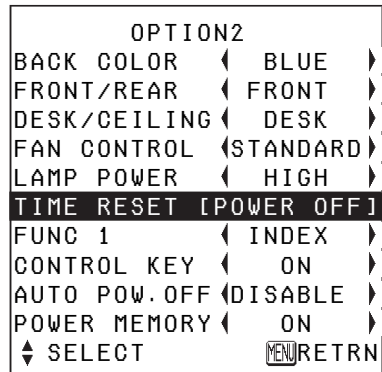 OPTION2
BACK COLOR BLUE
FRONT/REAR FRONT
DESK/CEILING DESK
FAN CONTROL STANDARD
LAMP POWER HIGH
TIME RESET [POWER OFF]
FUNC 1 INDEX
CONTROL KEY ON
AUTO POW.OFF DISABLE
POWER MEMORY ON
SELECT MENU RETRN